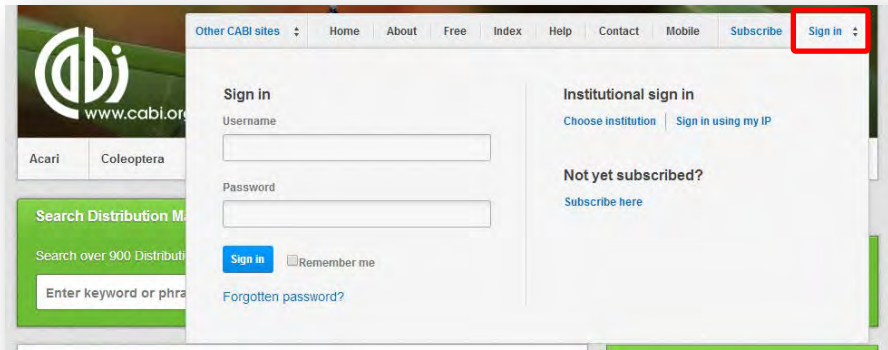 Other CABI sites Home About Free Index Help Contact Mobile Subscribe Sign in
cabi
www.cabi.or
Sign in
Username
Password
Sign in Remember me
Forgotten password?
Institutional sign in
Choose institution Sign in using my IP
Not yet subscribed?
Subscribe here
Acari Coleoptera
Search Distribution Ma
Search over 900 Distributi
Enter keyword or phra